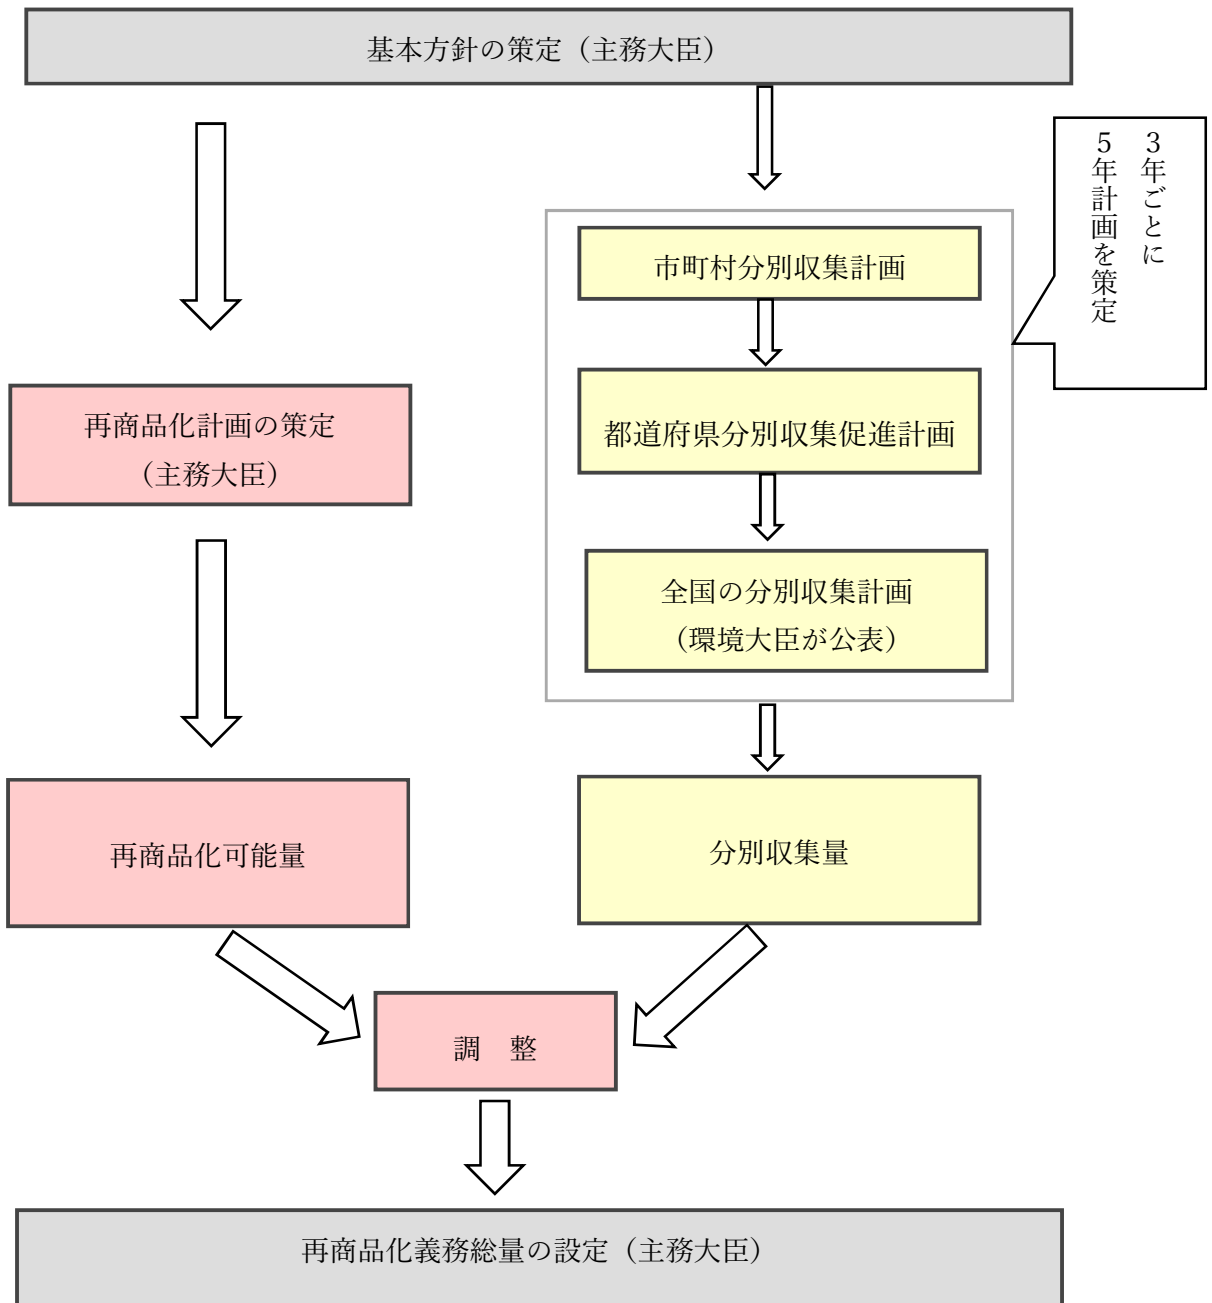 基本方針の策定（主務大臣）
３年ごとに
５年計画を策定
市町村分別収集計画
都道府県分別収集促進計画
全国の分別収集計画
（環境大臣が公表）
再商品化計画の策定
（主務大臣）
再商品化可能量
分別収集量
調　整
再商品化義務総量の設定（主務大臣）